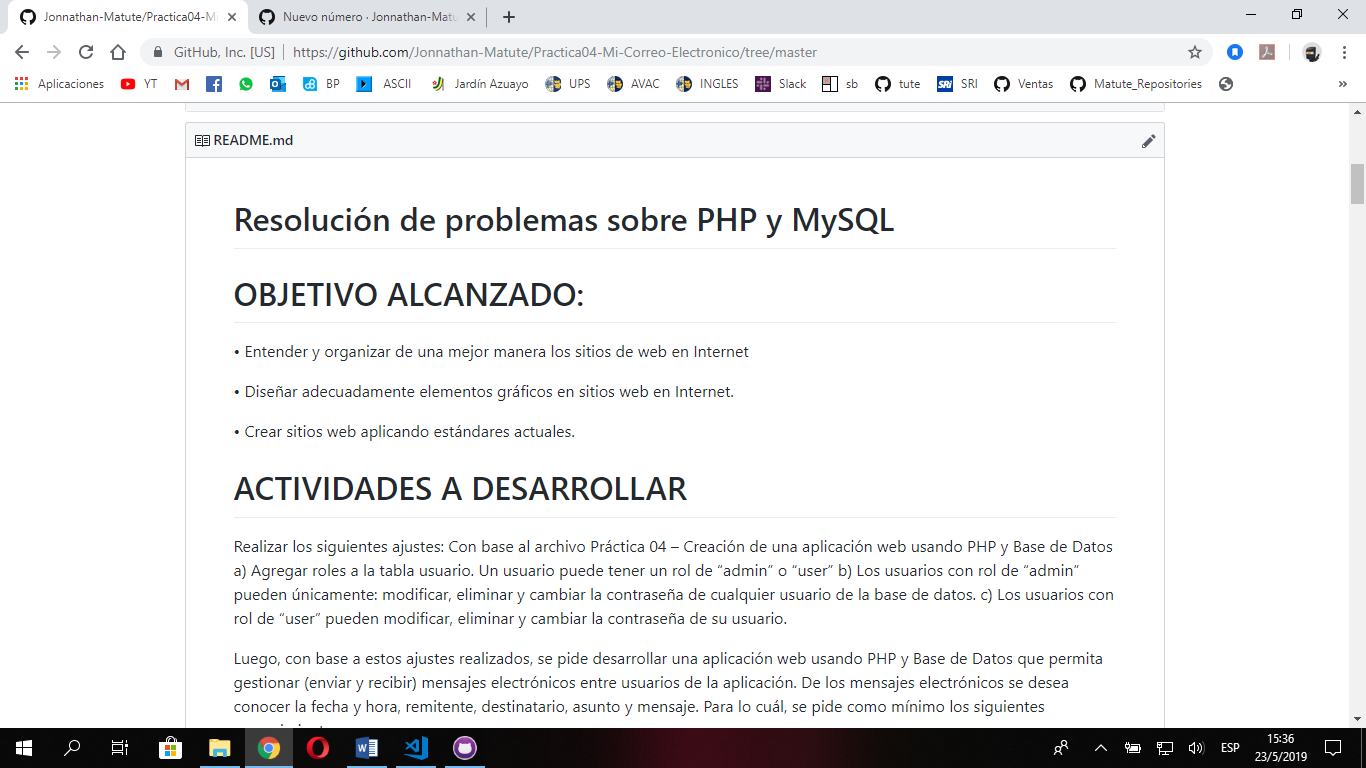 Jonnathan-Matute/Practica04-Mi
Nuevo número · Jonnathan-Matu
GitHub, Inc. [US] | https://github.com/Jonnathan-Matute/Practica04-Mi-Correo-Electronico/tree/master
Aplicaciones YT BP ASCII Jardín Azuayo UPS AVAC INGLES Slack sb tute SRI Ventas Matute_Repositories »
README.md
Resolución de problemas sobre PHP y MySQL
OBJETIVO ALCANZADO:
• Entender y organizar de una mejor manera los sitios de web en Internet
• Diseñar adecuadamente elementos gráficos en sitios web en Internet.
• Crear sitios web aplicando estándares actuales.
ACTIVIDADES A DESARROLLAR
Realizar los siguientes ajustes: Con base al archivo Práctica 04 – Creación de una aplicación web usando PHP y Base de Datos
a) Agregar roles a la tabla usuario. Un usuario puede tener un rol de “admin” o “user” b) Los usuarios con rol de “admin”
pueden únicamente: modificar, eliminar y cambiar la contraseña de cualquier usuario de la base de datos. c) Los usuarios con
rol de “user” pueden modificar, eliminar y cambiar la contraseña de su usuario.
Luego, con base a estos ajustes realizados, se pide desarrollar una aplicación web usando PHP y Base de Datos que permita
gestionar (enviar y recibir) mensajes electrónicos entre usuarios de la aplicación. De los mensajes electrónicos se desea
conocer la fecha y hora, remitente, destinatario, asunto y mensaje. Para lo cuál, se pide como mínimo los siguientes
ESP
15:36
23/5/2019